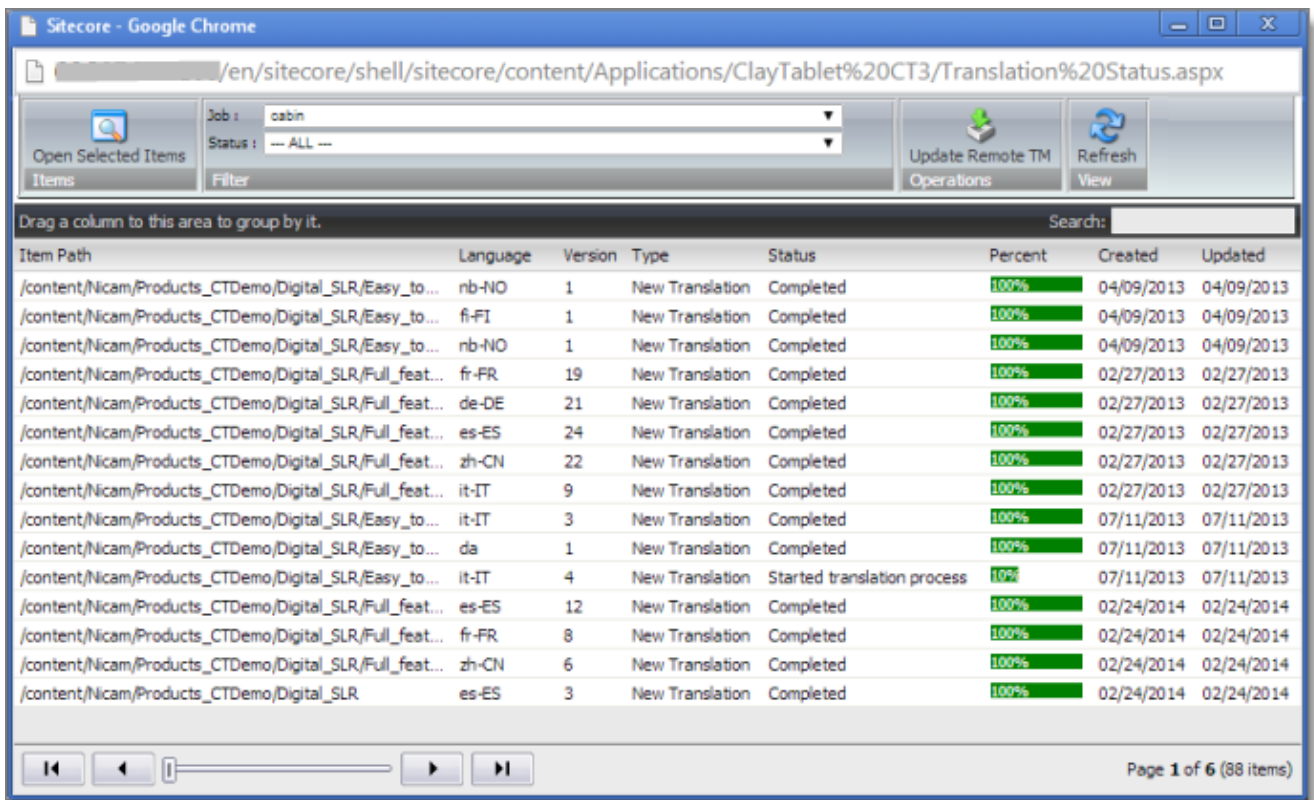 Sitecore - Google Chrome
/en/sitecore/shell/sitecore/content/Applications/ClayTablet%20CT3/Translation%20Status.aspx
Job : cabin
Status : --- ALL ---
Open Selected Items Update Remote TM Refresh
Items Filter Operations View
Drag a column to this area to group by it. Search:
Item Path Language Version Type Status Percent Created Updated
/content/Nicam/Products_CTDemo/Digital_SLR/Easy_to... nb-NO 1 New Translation Completed 100% 04/09/2013 04/09/2013
/content/Nicam/Products_CTDemo/Digital_SLR/Easy_to... fi-FI 1 New Translation Completed 100% 04/09/2013 04/09/2013
/content/Nicam/Products_CTDemo/Digital_SLR/Easy_to... nb-NO 1 New Translation Completed 100% 04/09/2013 04/09/2013
/content/Nicam/Products_CTDemo/Digital_SLR/Full_feat... fr-FR 19 New Translation Completed 100% 02/27/2013 02/27/2013
/content/Nicam/Products_CTDemo/Digital_SLR/Full_feat... de-DE 21 New Translation Completed 100% 02/27/2013 02/27/2013
/content/Nicam/Products_CTDemo/Digital_SLR/Full_feat... es-ES 24 New Translation Completed 100% 02/27/2013 02/27/2013
/content/Nicam/Products_CTDemo/Digital_SLR/Full_feat... zh-CN 22 New Translation Completed 100% 02/27/2013 02/27/2013
/content/Nicam/Products_CTDemo/Digital_SLR/Full_feat... it-IT 9 New Translation Completed 100% 02/27/2013 02/27/2013
/content/Nicam/Products_CTDemo/Digital_SLR/Easy_to... it-IT 3 New Translation Completed 100% 07/11/2013 07/11/2013
/content/Nicam/Products_CTDemo/Digital_SLR/Easy_to... da 1 New Translation Completed 100% 07/11/2013 07/11/2013
/content/Nicam/Products_CTDemo/Digital_SLR/Easy_to... it-IT 4 New Translation Started translation process 10% 07/11/2013 07/11/2013
/content/Nicam/Products_CTDemo/Digital_SLR/Full_feat... es-ES 12 New Translation Completed 100% 02/24/2014 02/24/2014
/content/Nicam/Products_CTDemo/Digital_SLR/Full_feat... fr-FR 8 New Translation Completed 100% 02/24/2014 02/24/2014
/content/Nicam/Products_CTDemo/Digital_SLR/Full_feat... zh-CN 6 New Translation Completed 100% 02/24/2014 02/24/2014
/content/Nicam/Products_CTDemo/Digital_SLR es-ES 3 New Translation Completed 100% 02/24/2014 02/24/2014
Page 1 of 6 (88 items)